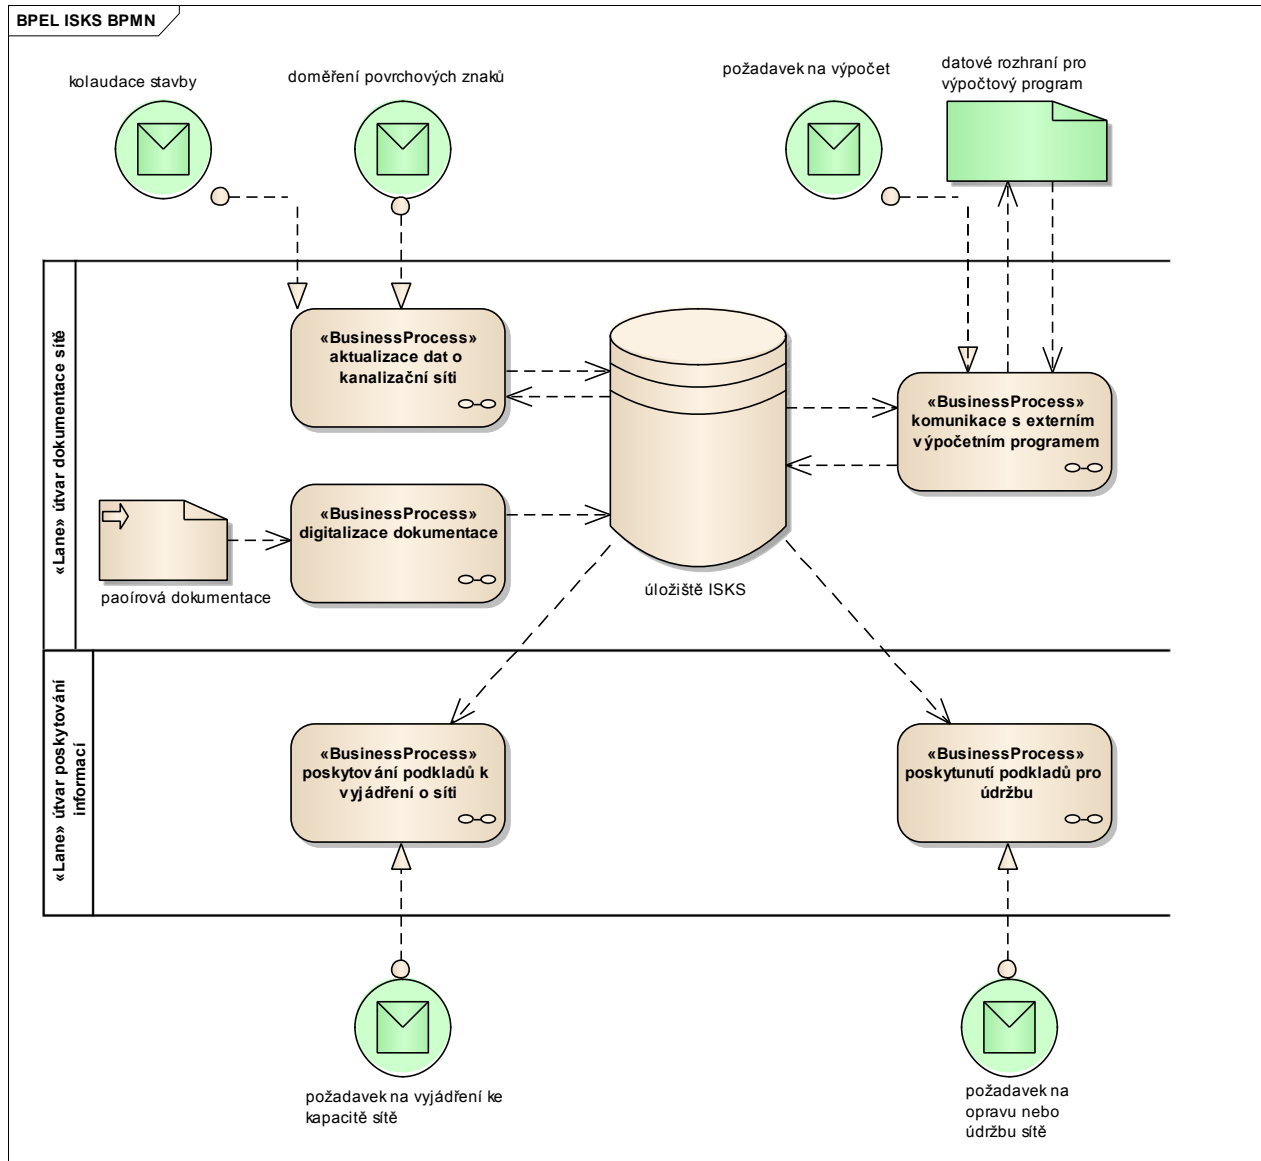 BPEL ISKS BPMN
kolaudace stavby
doměření povrchových znaků
požadavek na výpočet
datové rozhraní pro
výpočtový program
«Lane» útvar dokumentace sítě
«BusinessProcess»
aktualizace dat o
kanalizační síti
«BusinessProcess»
komunikace s externím
výpočetním programem
«BusinessProcess»
digitalizace dokumentace
paoírová dokumentace
úložiště ISKS
«Lane» útvar poskytování
informací
«BusinessProcess»
poskytování podkladů k
vyjádření o síti
«BusinessProcess»
poskytunutí podkladů pro
údržbu
požadavek na vyjádření ke
kapacitě sítě
požadavek na
opravu nebo
údržbu sítě